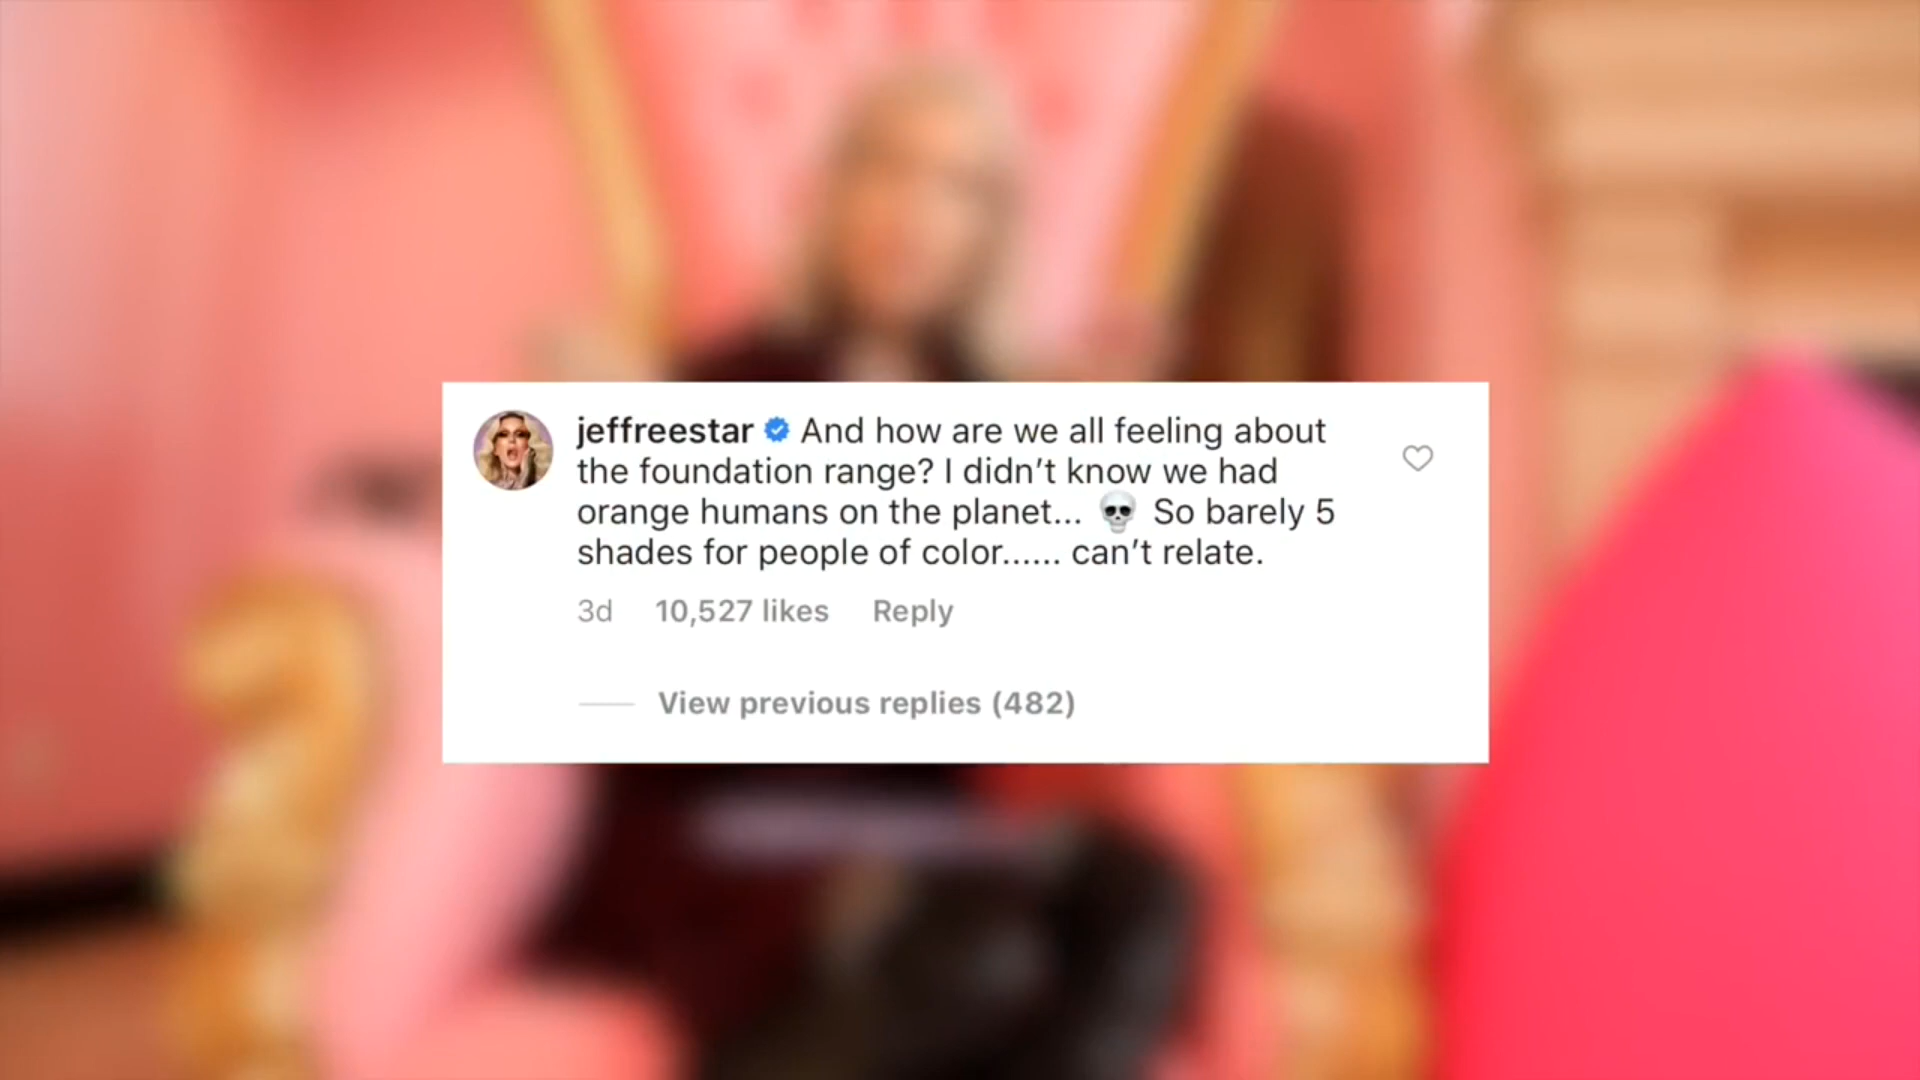 jeffreestar And how are we all feeling about
the foundation range? I didn’t know we had
orange humans on the planet... 💀 So barely 5
shades for people of color...... can’t relate.
3d 10,527 likes Reply
View previous replies (482)